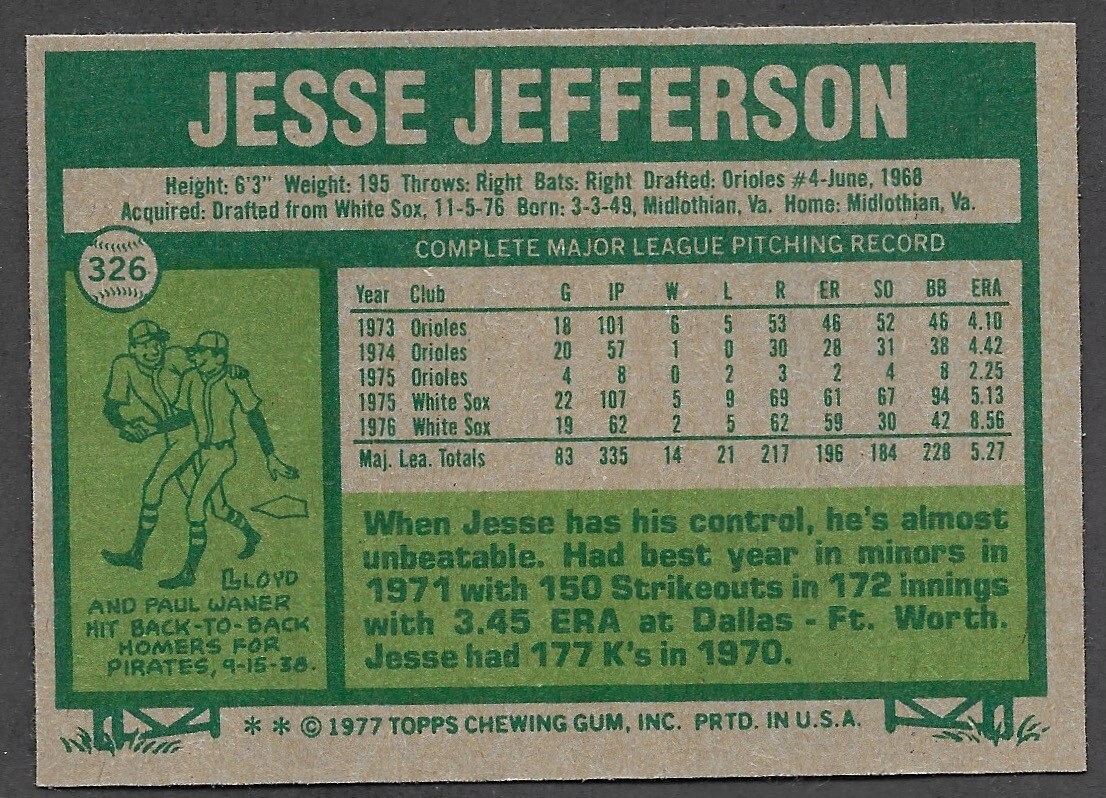 JESSE JEFFERSON
Height: 6'3" Weight: 195 Throws: Right Bats: Right Drafted: Orioles #4-June, 1968
Acquired: Drafted from White Sox, 11-5-76 Born: 3-3-49, Midlothian, Va. Home: Midlothian, Va.
326
COMPLETE MAJOR LEAGUE PITCHING RECORD
Year Club G IP W L R ER SO BB ERA
1973 Orioles 18 101 6 5 53 46 52 46 4.10
1974 Orioles 20 57 1 0 30 28 31 38 4.42
1975 Orioles 4 8 0 2 3 2 4 8 2.25
1975 White Sox 22 107 5 9 69 61 67 94 5.13
1976 White Sox 19 62 2 5 62 59 30 42 8.56
Maj. Lea. Totals 83 335 14 21 217 196 184 228 5.27
LLOYD
AND PAUL WANER
HIT BACK-TO-BACK
HOMERS FOR
PIRATES, 9-15-38.
When Jesse has his control, he's almost
unbeatable. Had best year in minors in
1971 with 150 Strikeouts in 172 innings
with 3.45 ERA at Dallas - Ft. Worth.
Jesse had 177 K's in 1970.
* * © 1977 TOPPS CHEWING GUM, INC. PRTD. IN U.S.A.